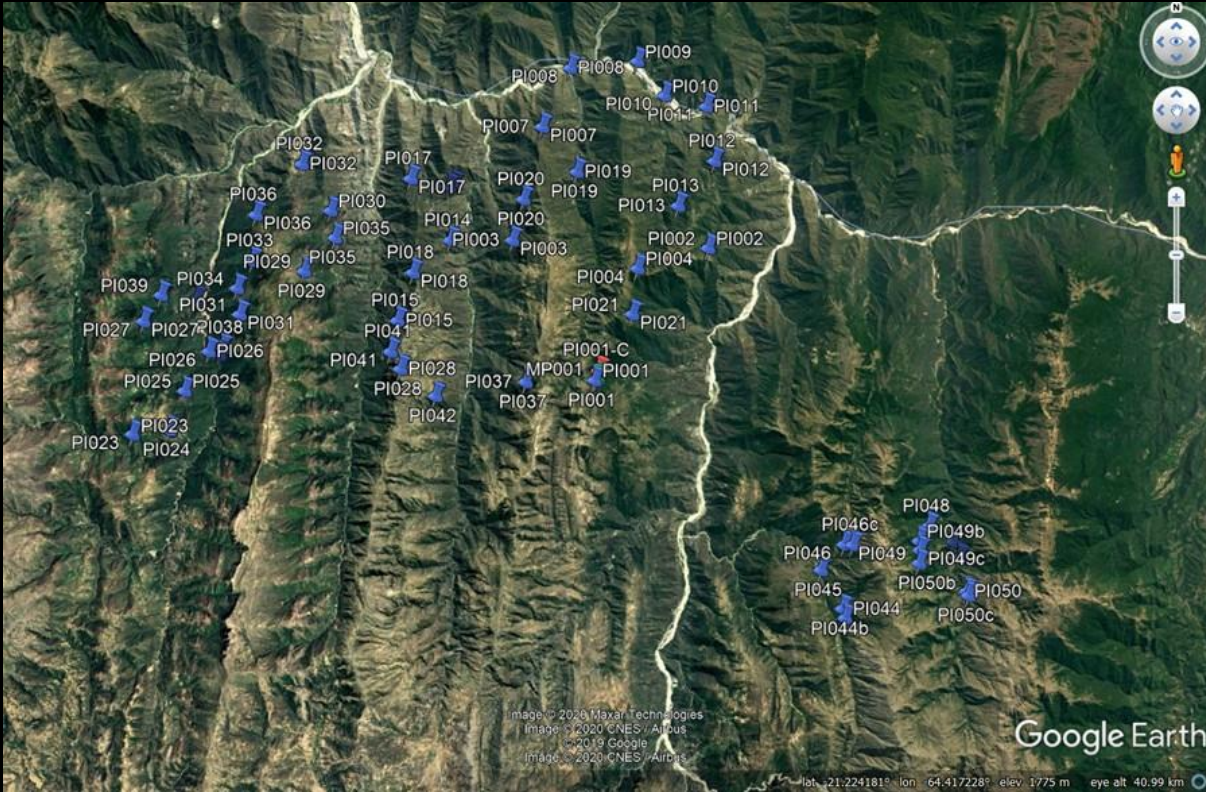 N
PI009
PI008
PI008
PI010
PI010
PI011
PI011
PI007
PI007
PI012
PI012
PI032
PI032
PI017
PI017
PI019
PI019
PI020
PI020
PI013
PI013
PI036
PI036
PI030
PI035
PI035
PI014
PI003
PI003
PI002
PI002
PI033
PI029
PI029
PI018
PI018
PI004
PI004
PI039
PI034
PI031
PI031
PI027
PI027
PI038
PI015
PI015
PI021
PI021
PI026
PI026
PI041
PI041
PI001-C
MP001
PI001
PI001
PI025
PI025
PI028
PI028
PI037
PI037
PI042
PI023
PI023
PI024
PI048
PI046c
PI049b
PI046
PI049
PI049c
PI045
PI050b
PI050
PI050c
PI044
PI044b
Image © 2020 Maxar Technologies
Image © 2020 CNES / Airbus
© 2019 Google
Image © 2020 CNES / Airbus
Google Earth
lat -21.224181° lon -64.417228° elev 1775 m eye alt 40.99 km